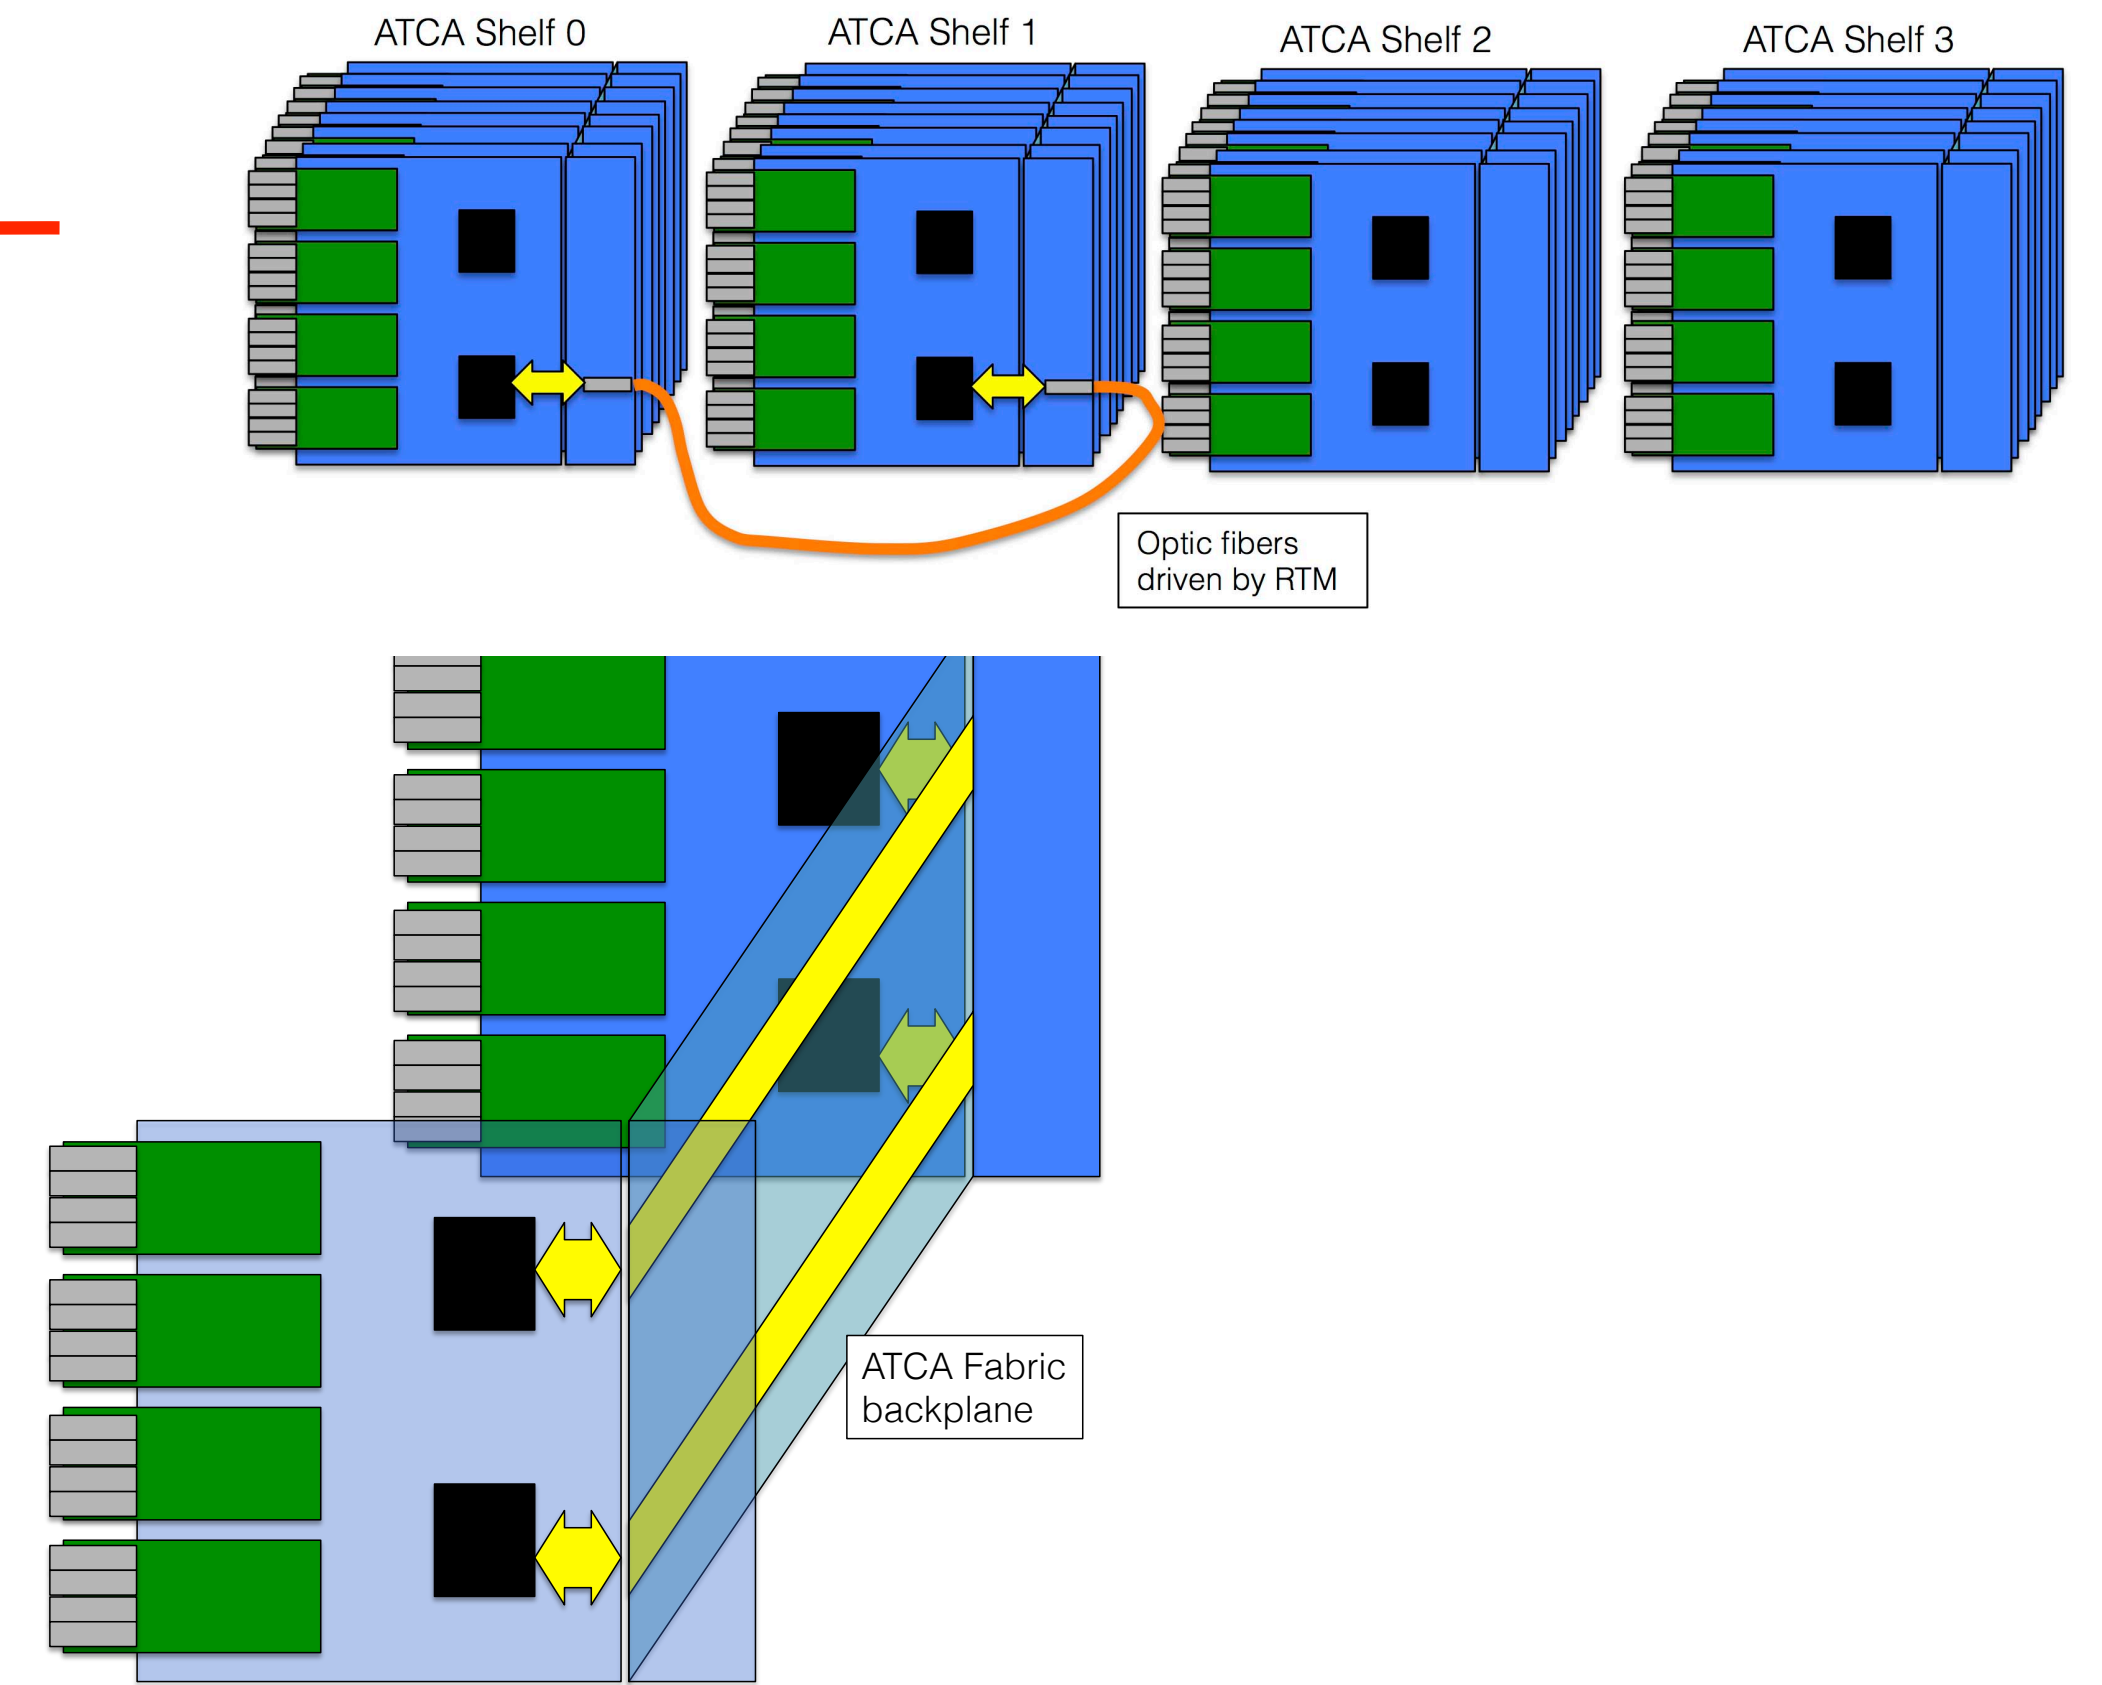 ATCA Shelf 0
ATCA Shelf 1
ATCA Shelf 2
ATCA Shelf 3
Optic fibers
driven by RTM
ATCA Fabric
backplane